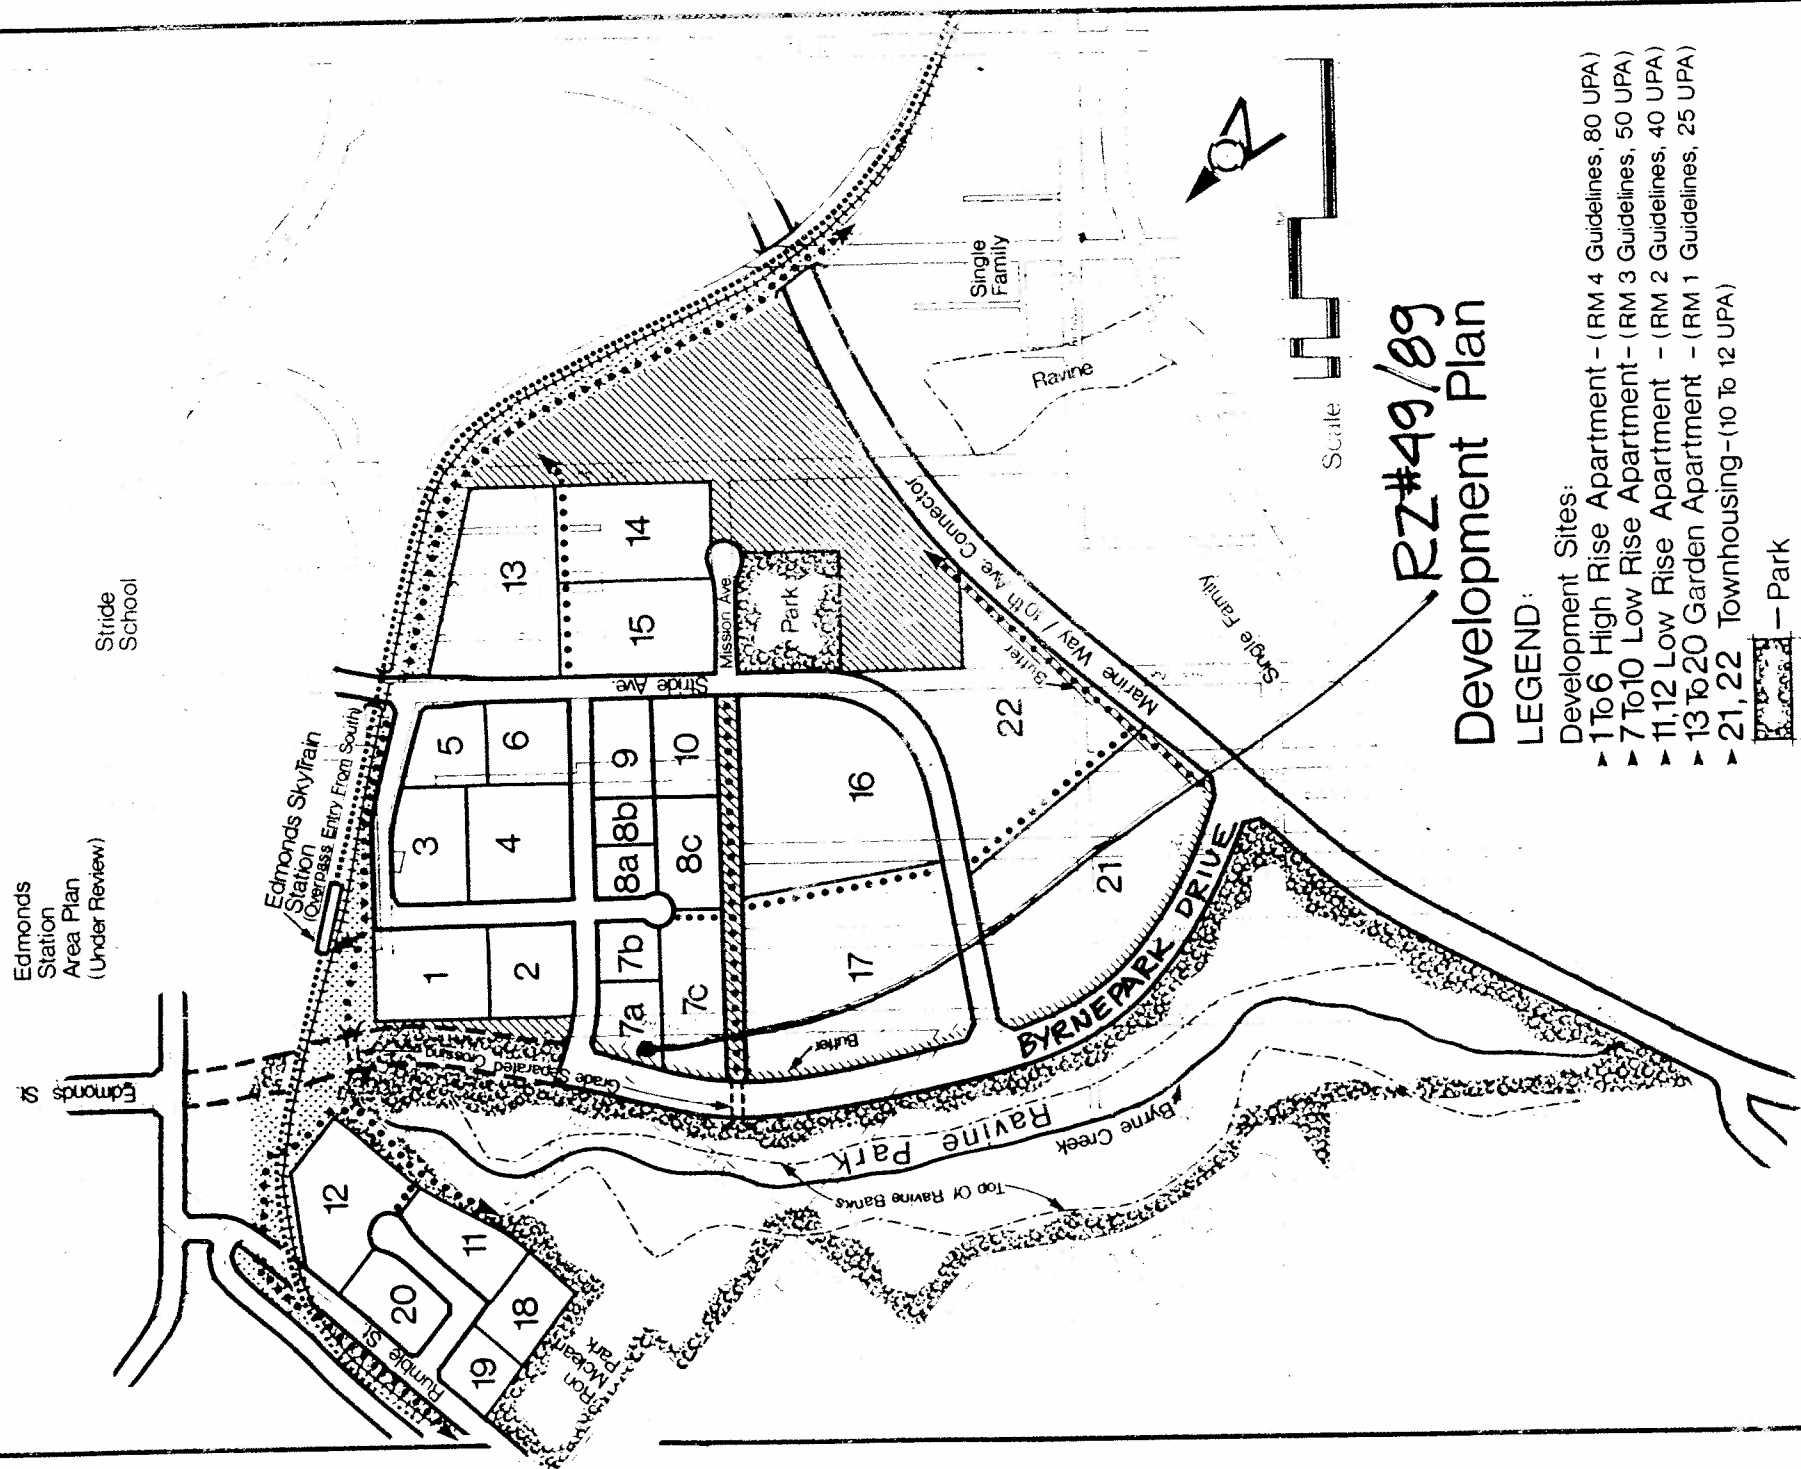 Edmonds
Station
Area Plan
(Under Review)
Stride
School
Edmonds St.
Edmonds SkyTrain
Station
(Overpass Entry From South)
1
2
3
4
5
6
7a
7b
7c
8a
8b
8c
9
10
11
12
13
14
15
16
17
18
19
20
21
22
Stride Ave.
Mission Ave.
Park
Grade Separated
Crossing
Buffer
Buffer
BYRNEPARK DRIVE
Marine Way / 10th Ave. Connector
Single
Family
Single Family
Ravine
Ravine Park
Byrne Creek
Top Of Ravine Banks
Rumble St.
Ron
Mclean
Park
Scale
RZ#49/89
Development Plan
LEGEND:
Development Sites:
► 1 To 6 High Rise Apartment - (RM 4 Guidelines, 80 UPA)
► 7 To 10 Low Rise Apartment - (RM 3 Guidelines, 50 UPA)
► 11, 12 Low Rise Apartment - (RM 2 Guidelines, 40 UPA)
► 13 To 20 Garden Apartment - (RM 1 Guidelines, 25 UPA)
► 21, 22 Townhousing - (10 To 12 UPA)
— Park